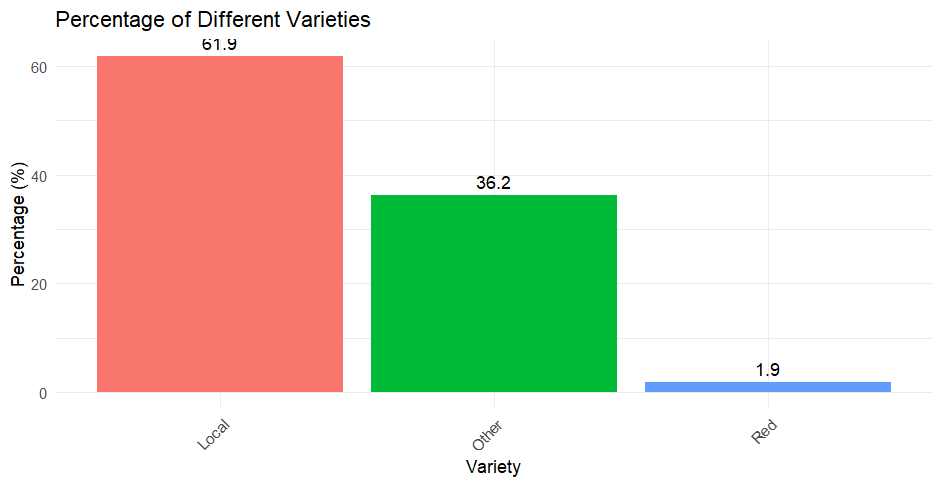 Percentage of Different Varieties
61.9
60
36.2
40
20
1.9
0
Percentage (%)
Local
Other
Red
Variety